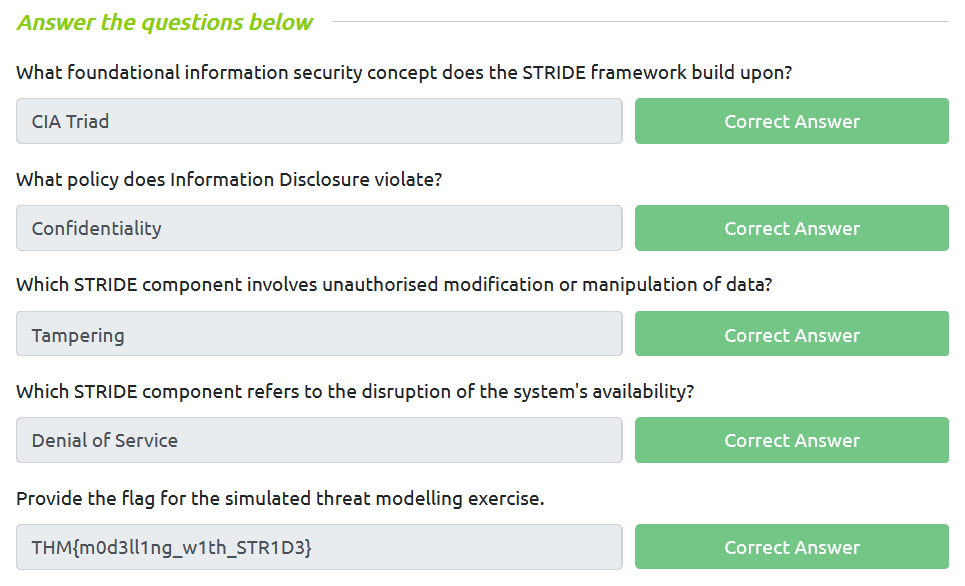 Answer the questions below
What foundational information security concept does the STRIDE framework build upon?
CIA Triad
Correct Answer
What policy does Information Disclosure violate?
Confidentiality
Correct Answer
Which STRIDE component involves unauthorised modification or manipulation of data?
Tampering
Correct Answer
Which STRIDE component refers to the disruption of the system's availability?
Denial of Service
Correct Answer
Provide the flag for the simulated threat modelling exercise.
THM{m0d3ll1ng_w1th_STR1D3}
Correct Answer